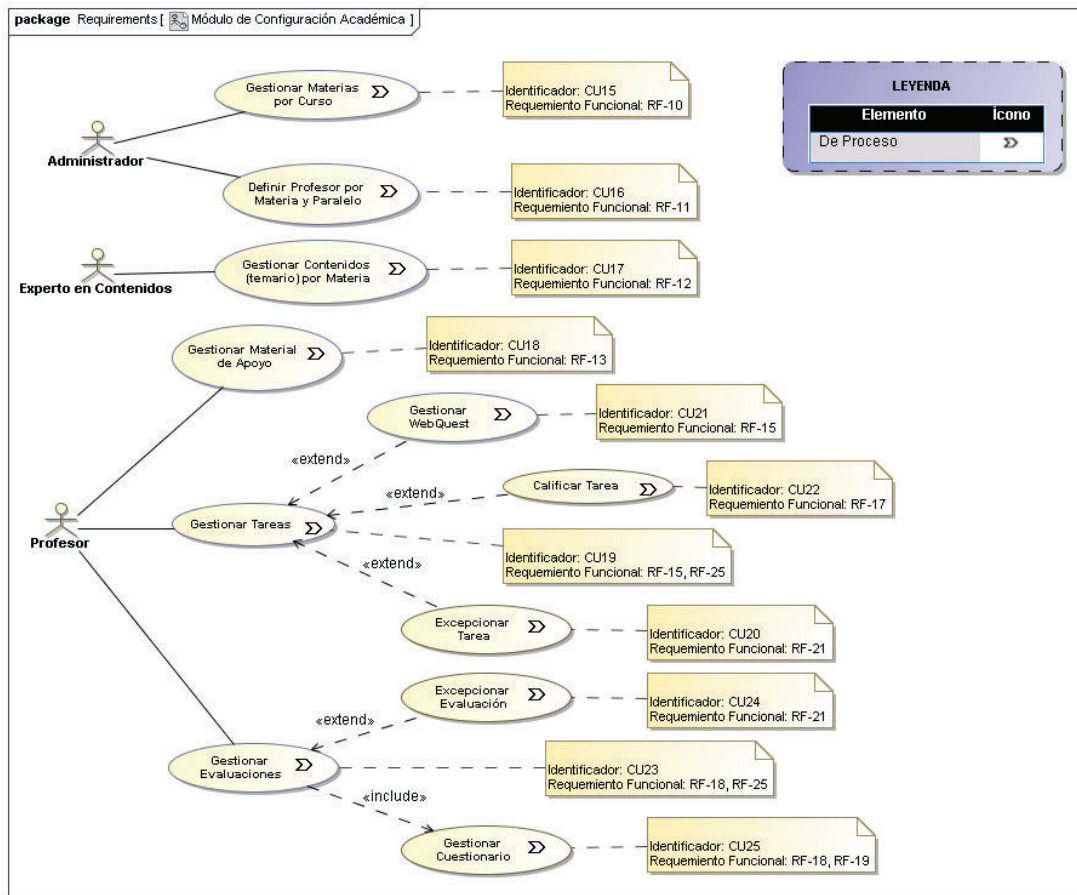 package Requirements [ Módulo de Configuración Académica ]
Gestionar Materias
por Curso
Identificador: CU15
Requemiento Funcional: RF-10
LEYENDA
Elemento Ícono
De Proceso
Administrador
Definir Profesor por
Materia y Paralelo
Identificador: CU16
Requemiento Funcional: RF-11
Experto en Contenidos
Gestionar Contenidos
(temario) por Materia
Identificador: CU17
Requemiento Funcional: RF-12
Gestionar Material
de Apoyo
Identificador: CU18
Requemiento Funcional: RF-13
Gestionar
WebQuest
Identificador: CU21
Requemiento Funcional: RF-15
«extend»
Calificar Tarea
«extend»
Identificador: CU22
Requemiento Funcional: RF-17
Profesor
Gestionar Tareas
Identificador: CU19
Requemiento Funcional: RF-15, RF-25
«extend»
Excepcionar
Tarea
Identificador: CU20
Requemiento Funcional: RF-21
Excepcionar
Evaluación
Identificador: CU24
Requemiento Funcional: RF-21
«extend»
Gestionar
Evaluaciones
Identificador: CU23
Requemiento Funcional: RF-18, RF-25
«include»
Gestionar
Cuestionario
Identificador: CU25
Requemiento Funcional: RF-18, RF-19